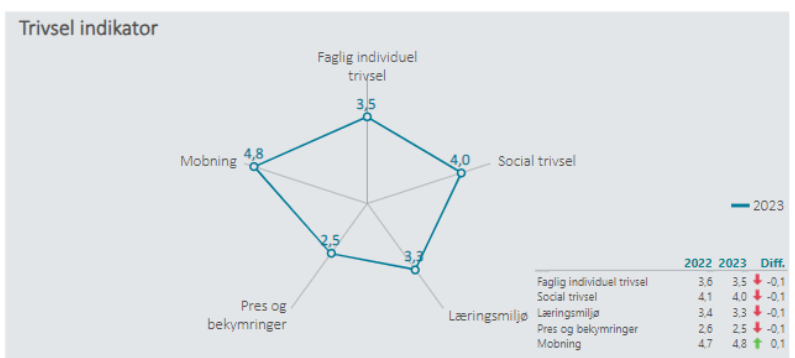 Trivsel indikator
Faglig individuel
trivsel
3,5
Mobning 4,8
4,0 Social trivsel
2023
2,5
3,3
Pres og
bekymringer
Læringsmiljø
2022 2023 Diff.
Faglig individuel trivsel 3,6 3,5 -0,1
Social trivsel 4,1 4,0 -0,1
Læringsmiljø 3,4 3,3 -0,1
Pres og bekymringer 2,6 2,5 -0,1
Mobning 4,7 4,8 0,1